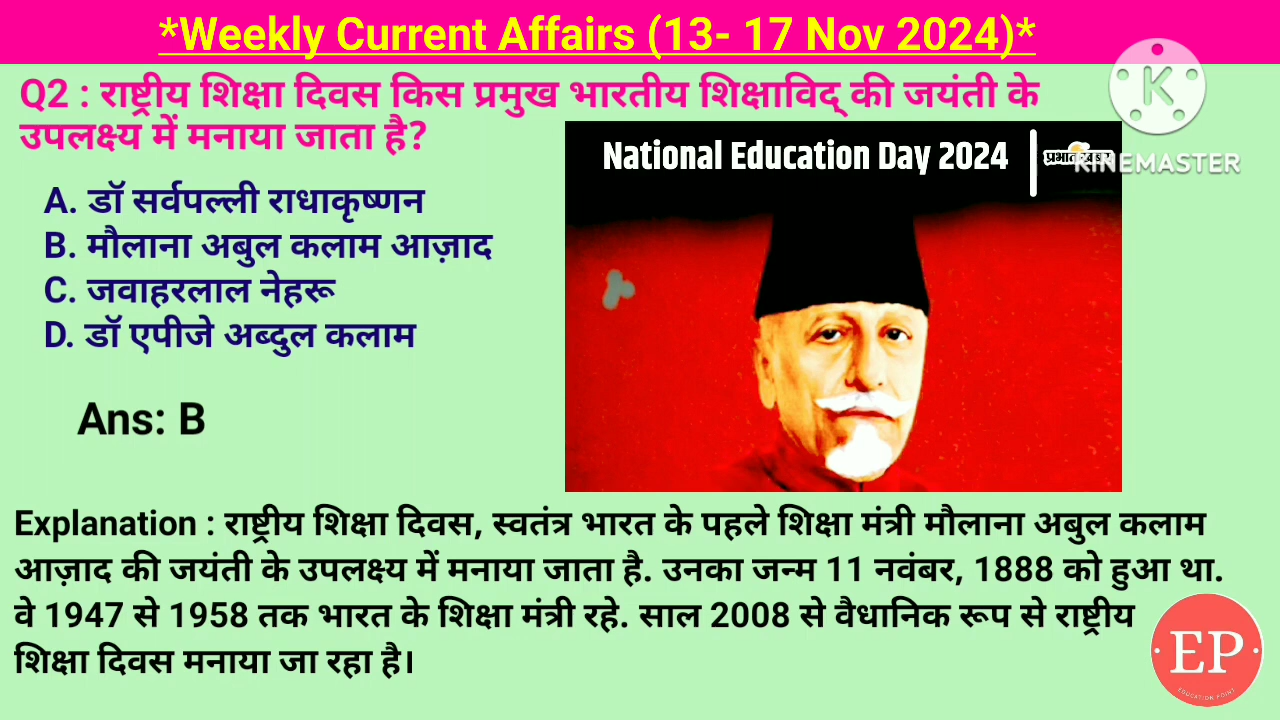 *Weekly Current Affairs (13- 17 Nov 2024)*
Q2 : राष्ट्रीय शिक्षा दिवस किस प्रमुख भारतीय शिक्षाविद् की जयंती के
उपलक्ष्य में मनाया जाता है?
A. डॉ सर्वपल्ली राधाकृष्णन
B. मौलाना अबुल कलाम आज़ाद
C. जवाहरलाल नेहरू
D. डॉ एपीजे अब्दुल कलाम
Ans: B
National Education Day 2024
K
KINEMASTER
Explanation : राष्ट्रीय शिक्षा दिवस, स्वतंत्र भारत के पहले शिक्षा मंत्री मौलाना अबुल कलाम
आज़ाद की जयंती के उपलक्ष्य में मनाया जाता है. उनका जन्म 11 नवंबर, 1888 को हुआ था.
वे 1947 से 1958 तक भारत के शिक्षा मंत्री रहे. साल 2008 से वैधानिक रूप से राष्ट्रीय
शिक्षा दिवस मनाया जा रहा है।
EP
EDUCATION POINT